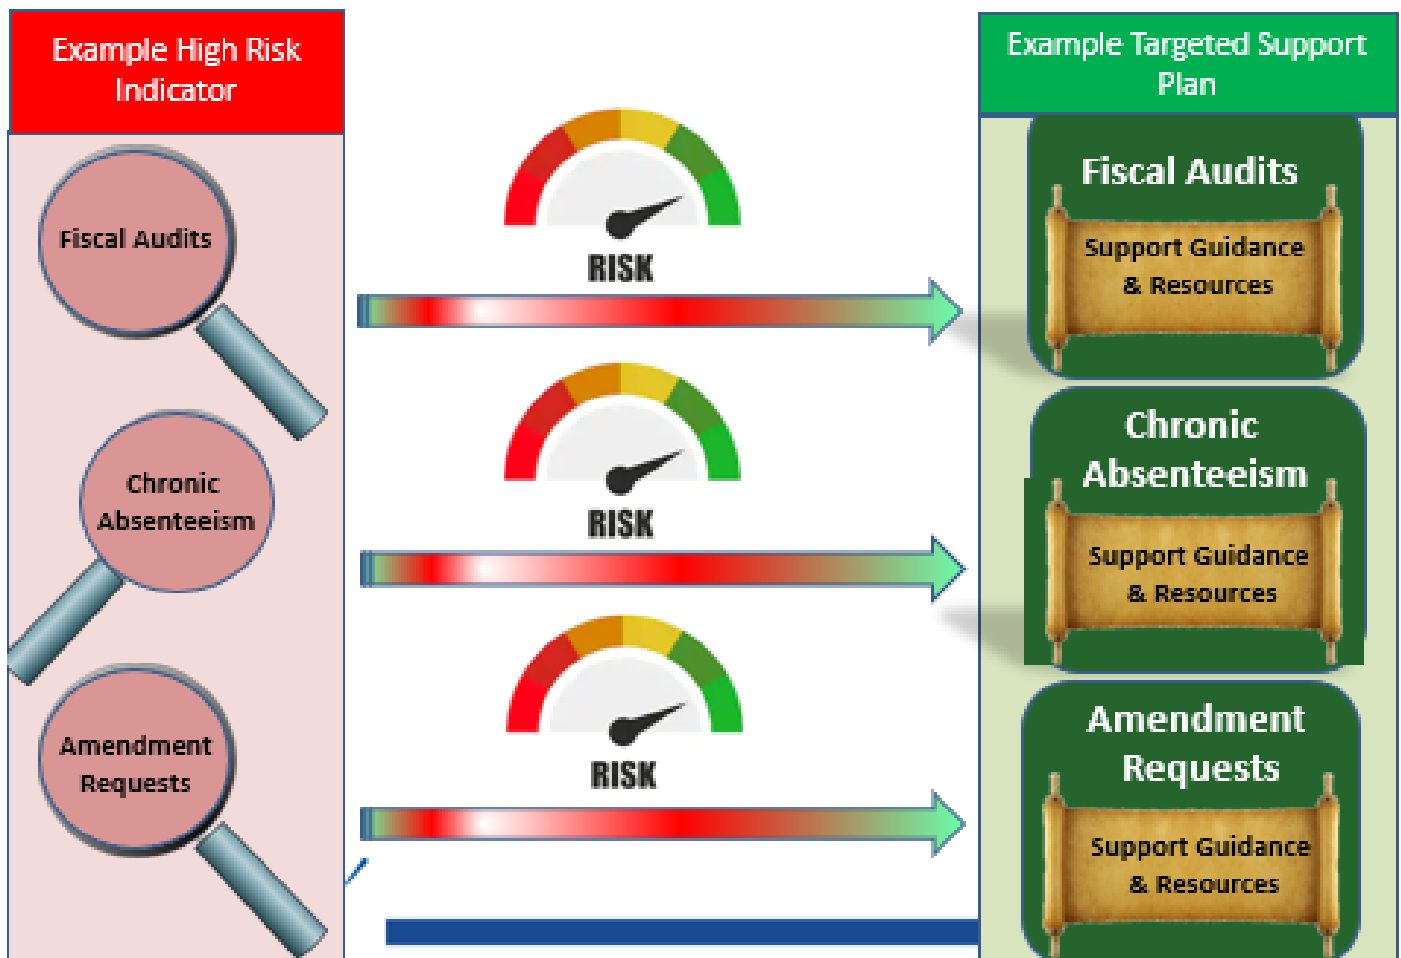 Example High Risk
Indicator
Fiscal Audits
Chronic
Absenteeism
Amendment
Requests
RISK
RISK
RISK
Example Targeted Support
Plan
Fiscal Audits
Support Guidance
& Resources
Chronic
Absenteeism
Support Guidance
& Resources
Amendment
Requests
Support Guidance
& Resources